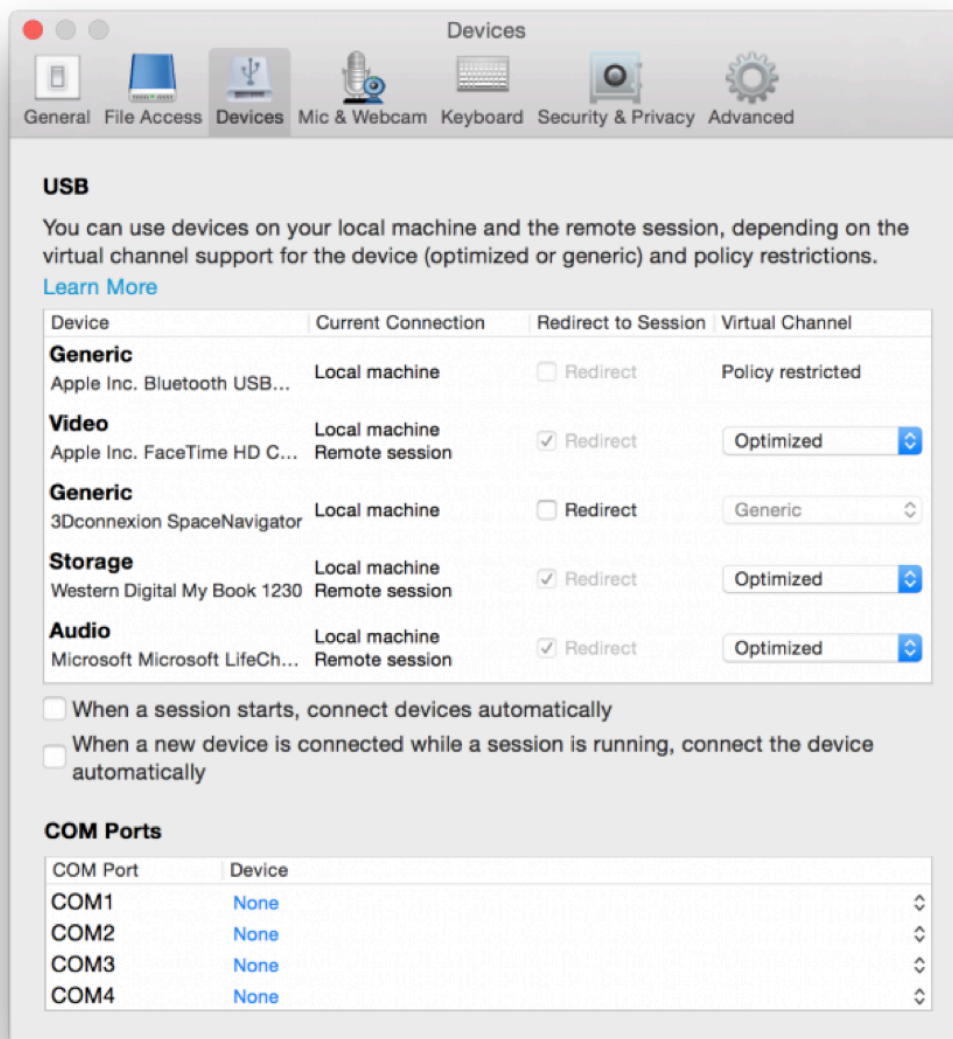 Devices
General File Access Devices Mic & Webcam Keyboard Security & Privacy Advanced
USB
You can use devices on your local machine and the remote session, depending on the
virtual channel support for the device (optimized or generic) and policy restrictions.
Learn More
Device Current Connection Redirect to Session Virtual Channel
Generic
Apple Inc. Bluetooth USB... Local machine Redirect Policy restricted
Video
Local machine
Apple Inc. FaceTime HD C... Remote session Redirect Optimized
Generic
3Dconnexion SpaceNavigator Local machine Redirect Generic
Storage
Local machine
Western Digital My Book 1230 Remote session Redirect Optimized
Audio
Local machine
Microsoft Microsoft LifeCh... Remote session Redirect Optimized
When a session starts, connect devices automatically
When a new device is connected while a session is running, connect the device
automatically
COM Ports
COM Port Device
COM1 None
COM2 None
COM3 None
COM4 None